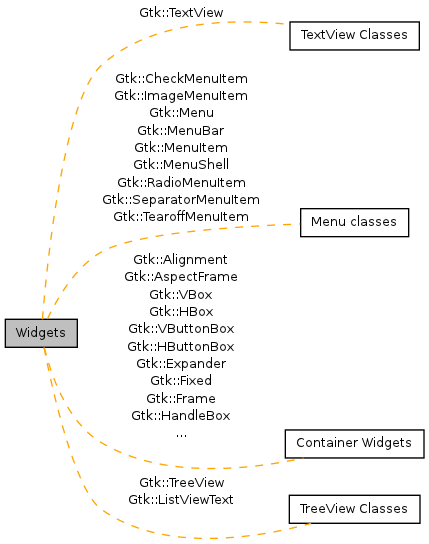 Gtk::TextView
TextView Classes
Gtk::CheckMenuItem
Gtk::ImageMenuItem
Gtk::Menu
Gtk::MenuBar
Gtk::MenuItem
Gtk::MenuShell
Gtk::RadioMenuItem
Gtk::SeparatorMenuItem
Gtk::TearoffMenuItem
Menu classes
Gtk::Alignment
Gtk::AspectFrame
Gtk::VBox
Gtk::HBox
Gtk::VButtonBox
Gtk::HButtonBox
Gtk::Expander
Gtk::Fixed
Gtk::Frame
Gtk::HandleBox
...
Widgets
Container Widgets
Gtk::TreeView
Gtk::ListViewText
TreeView Classes